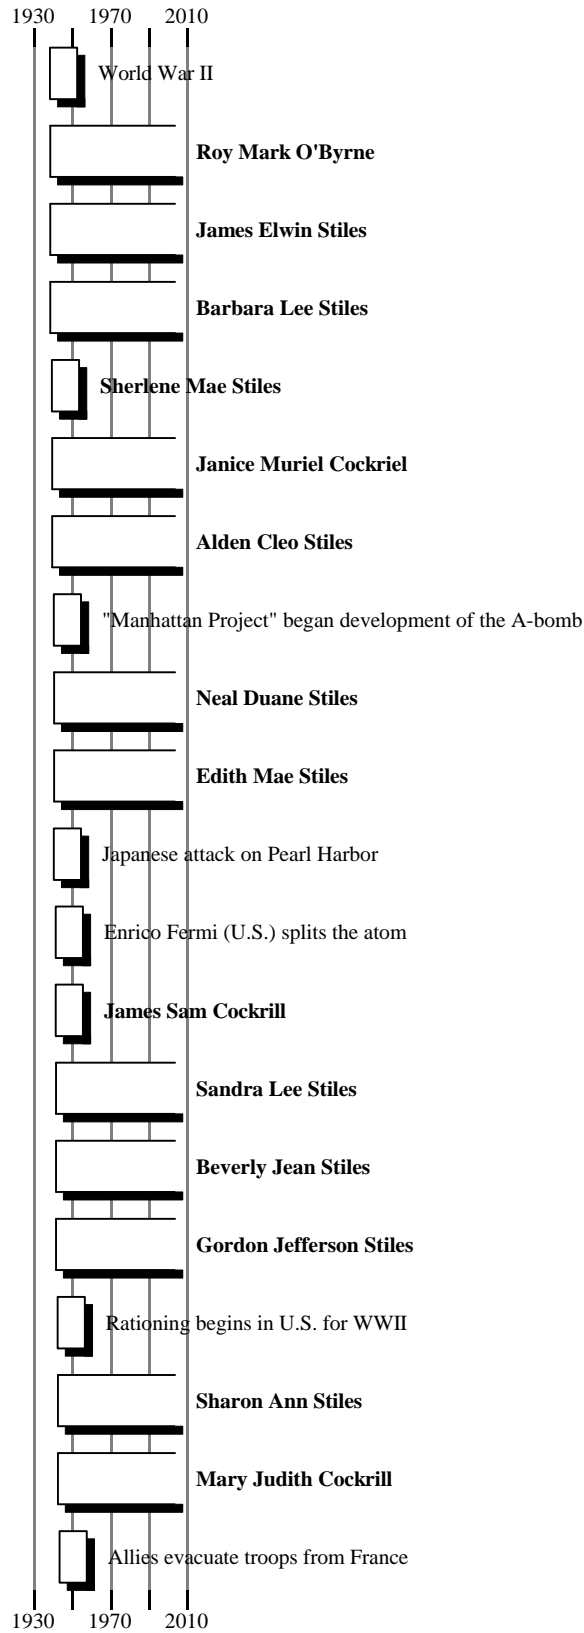 1930 1970 2010
World War II
Roy Mark O'Byrne
James Elwin Stiles
Barbara Lee Stiles
Sherlene Mae Stiles
Janice Muriel Cockriel
Alden Cleo Stiles
"Manhattan Project" began development of the A-bomb
Neal Duane Stiles
Edith Mae Stiles
Japanese attack on Pearl Harbor
Enrico Fermi (U.S.) splits the atom
James Sam Cockrill
Sandra Lee Stiles
Beverly Jean Stiles
Gordon Jefferson Stiles
Rationing begins in U.S. for WWII
Sharon Ann Stiles
Mary Judith Cockrill
Allies evacuate troops from France
1930 1970 2010